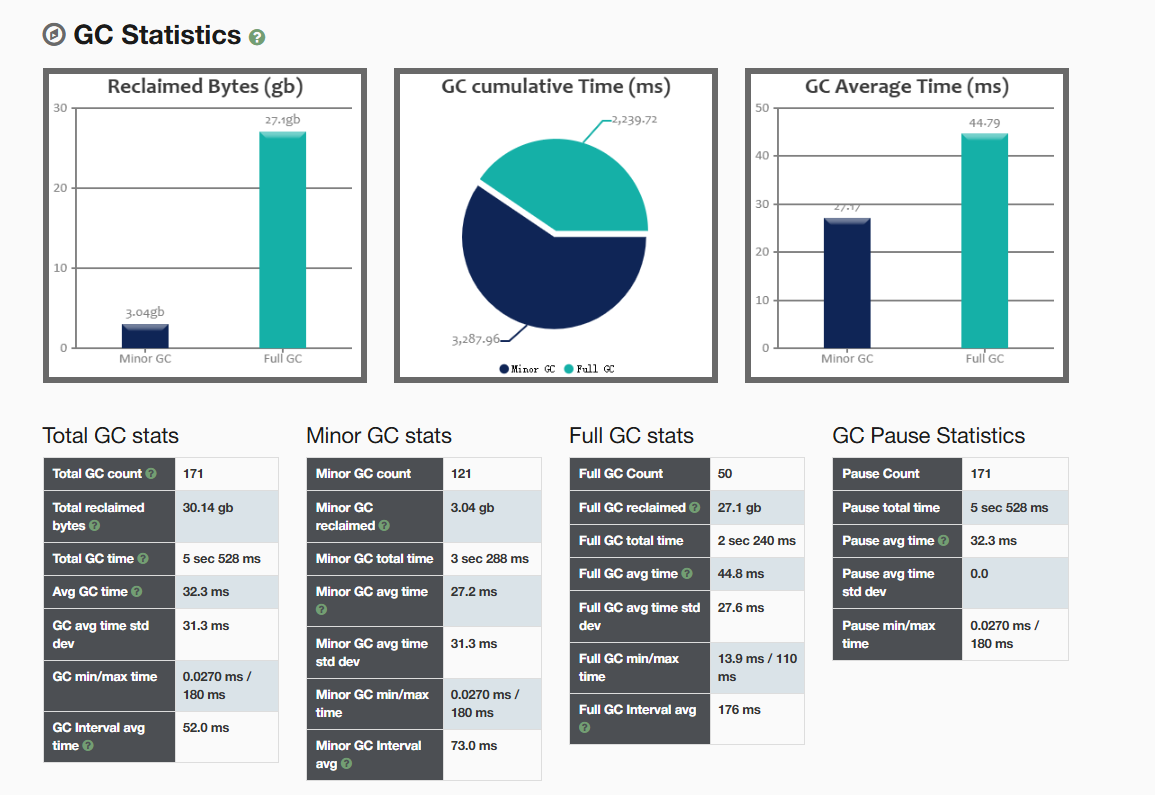 GC Statistics ?
Reclaimed Bytes (gb)
30
20
10
0
3.04gb
27.1gb
Minor GC
Full GC
GC cumulative Time (ms)
2,239.72
3,287.96
Minor GC Full GC
GC Average Time (ms)
50
40
30
20
10
0
27.17
44.79
Minor GC
Full GC
Total GC stats
Total GC count ? 171
Total reclaimed
bytes ? 30.14 gb
Total GC time ? 5 sec 528 ms
Avg GC time ? 32.3 ms
GC avg time std
dev 31.3 ms
GC min/max time 0.0270 ms /
180 ms
GC Interval avg
time ? 52.0 ms
Minor GC stats
Minor GC count 121
Minor GC
reclaimed ? 3.04 gb
Minor GC total time 3 sec 288 ms
Minor GC avg time
? 27.2 ms
Minor GC avg time
std dev 31.3 ms
Minor GC min/max
time 0.0270 ms /
180 ms
Minor GC Interval
avg ? 73.0 ms
Full GC stats
Full GC Count 50
Full GC reclaimed ? 27.1 gb
Full GC total time 2 sec 240 ms
Full GC avg time ? 44.8 ms
Full GC avg time std
dev 27.6 ms
Full GC min/max
time 13.9 ms / 110
ms
Full GC Interval avg
? 176 ms
GC Pause Statistics
Pause Count 171
Pause total time 5 sec 528 ms
Pause avg time ? 32.3 ms
Pause avg time
std dev 0.0
Pause min/max
time 0.0270 ms /
180 ms